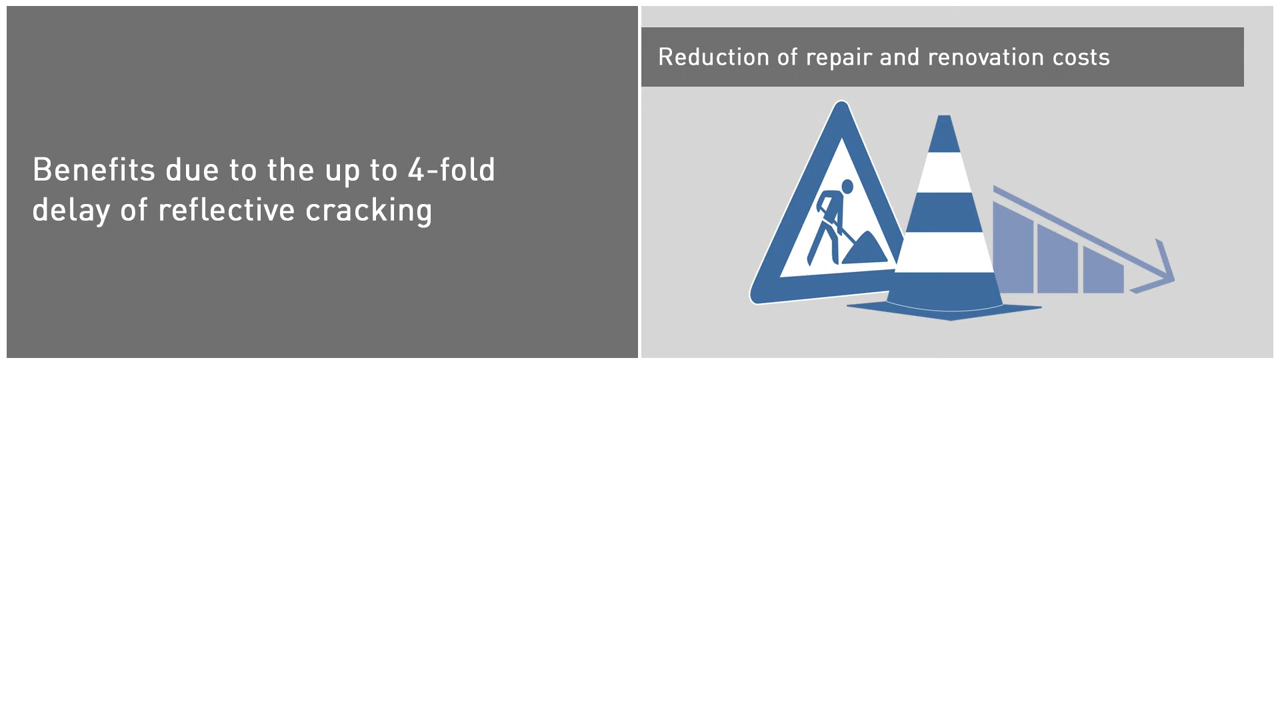 Benefits due to the up to 4-fold
delay of reflective cracking
Reduction of repair and renovation costs